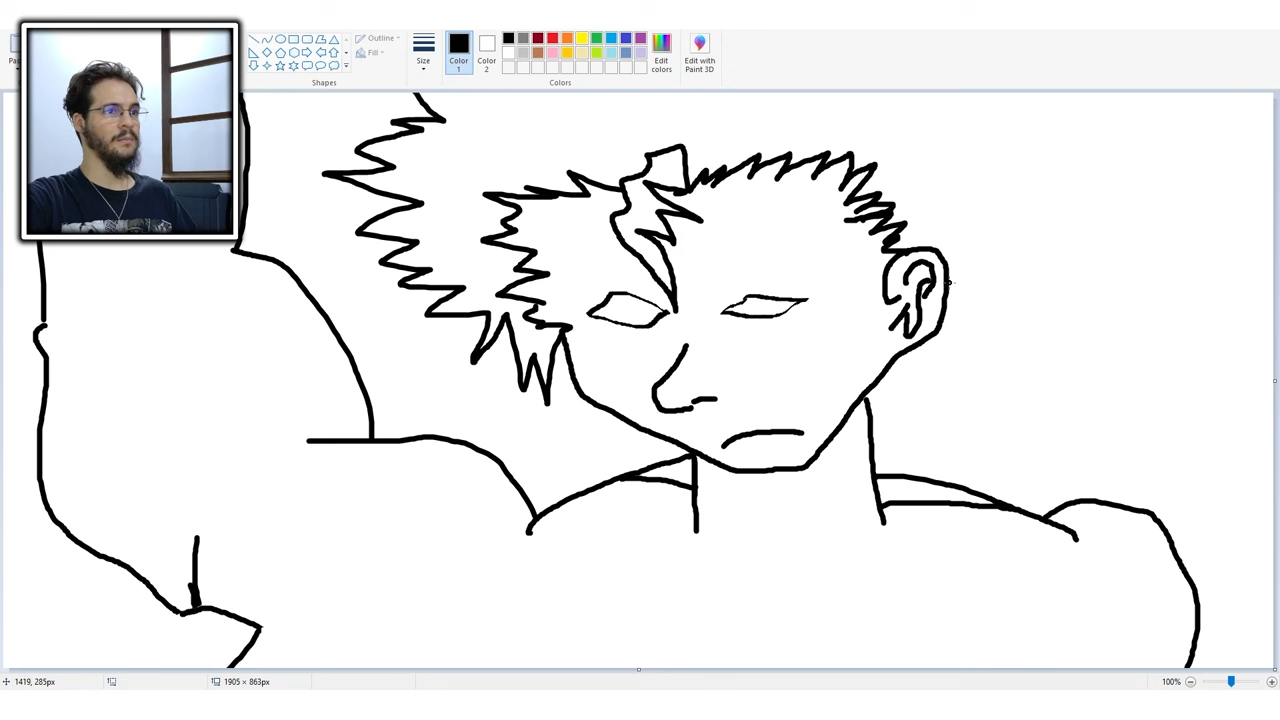 Pas
Outline
Fill
Size
Color
1
Color
2
Edit
colors
Edit with
Paint 3D
Shapes
Colors
1419, 285px
1905 × 863px
100%